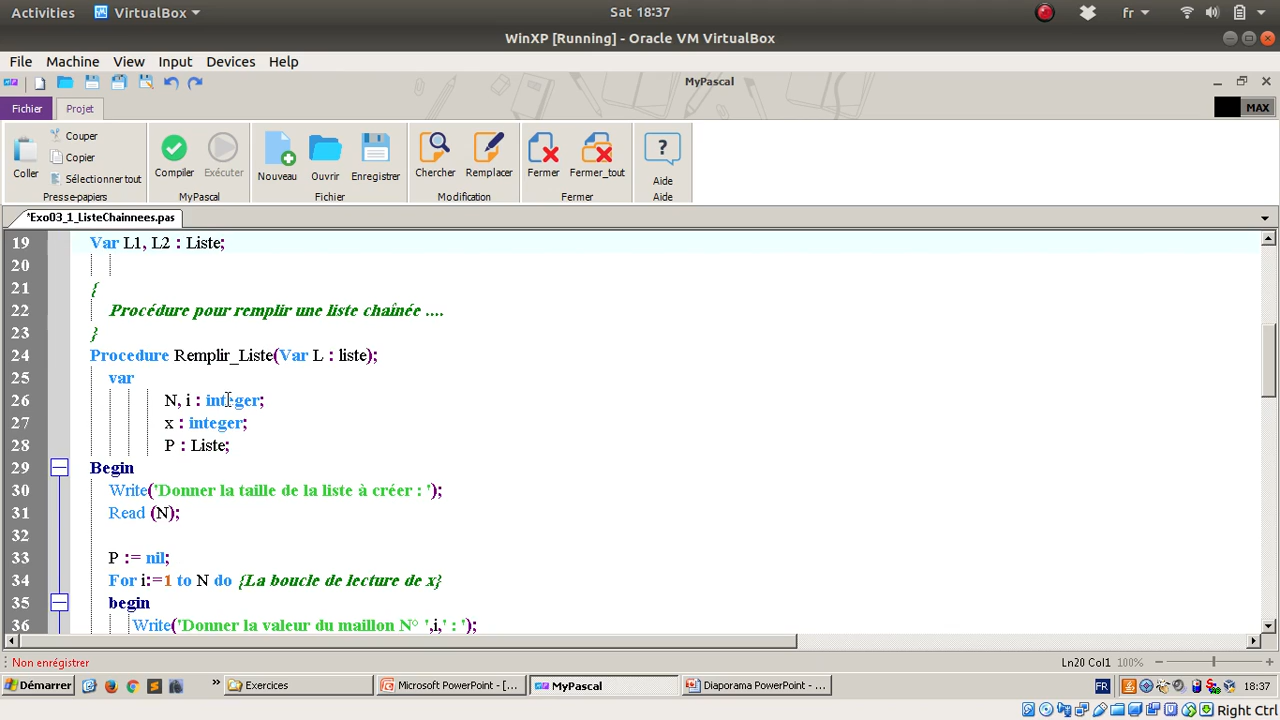 Activities VirtualBox Sat 18:37 fr
WinXP [Running] - Oracle VM VirtualBox
File Machine View Input Devices Help
MyPascal
Fichier Projet MAX
Coller Couper Copier Sélectionner tout Compiler Exécuter Nouveau Ouvrir Enregistrer Chercher Remplacer Fermer Fermer_tout Aide
Presse-papiers MyPascal Fichier Modification Fermer Aide
*Exo03_1_ListeChainnees.pas
19 Var L1, L2 : Liste;
20
21 {
22 Procédure pour remplir une liste chaînée ....
23 }
24 Procedure Remplir_Liste(Var L : liste);
25 var
26 N, i : integer;
27 x : integer;
28 P : Liste;
29 Begin
30 Write('Donner la taille de la liste à créer : ');
31 Read (N);
32
33 P := nil;
34 For i:=1 to N do {La boucle de lecture de x}
35 begin
36 Write('Donner la valeur du maillon N° ',i,' : ');
Non enrégistrer Ln20 Col1 100%
Démarrer » Exercices Microsoft PowerPoint - [... MyPascal Diaporama PowerPoint - ... FR 18:37
Right Ctrl